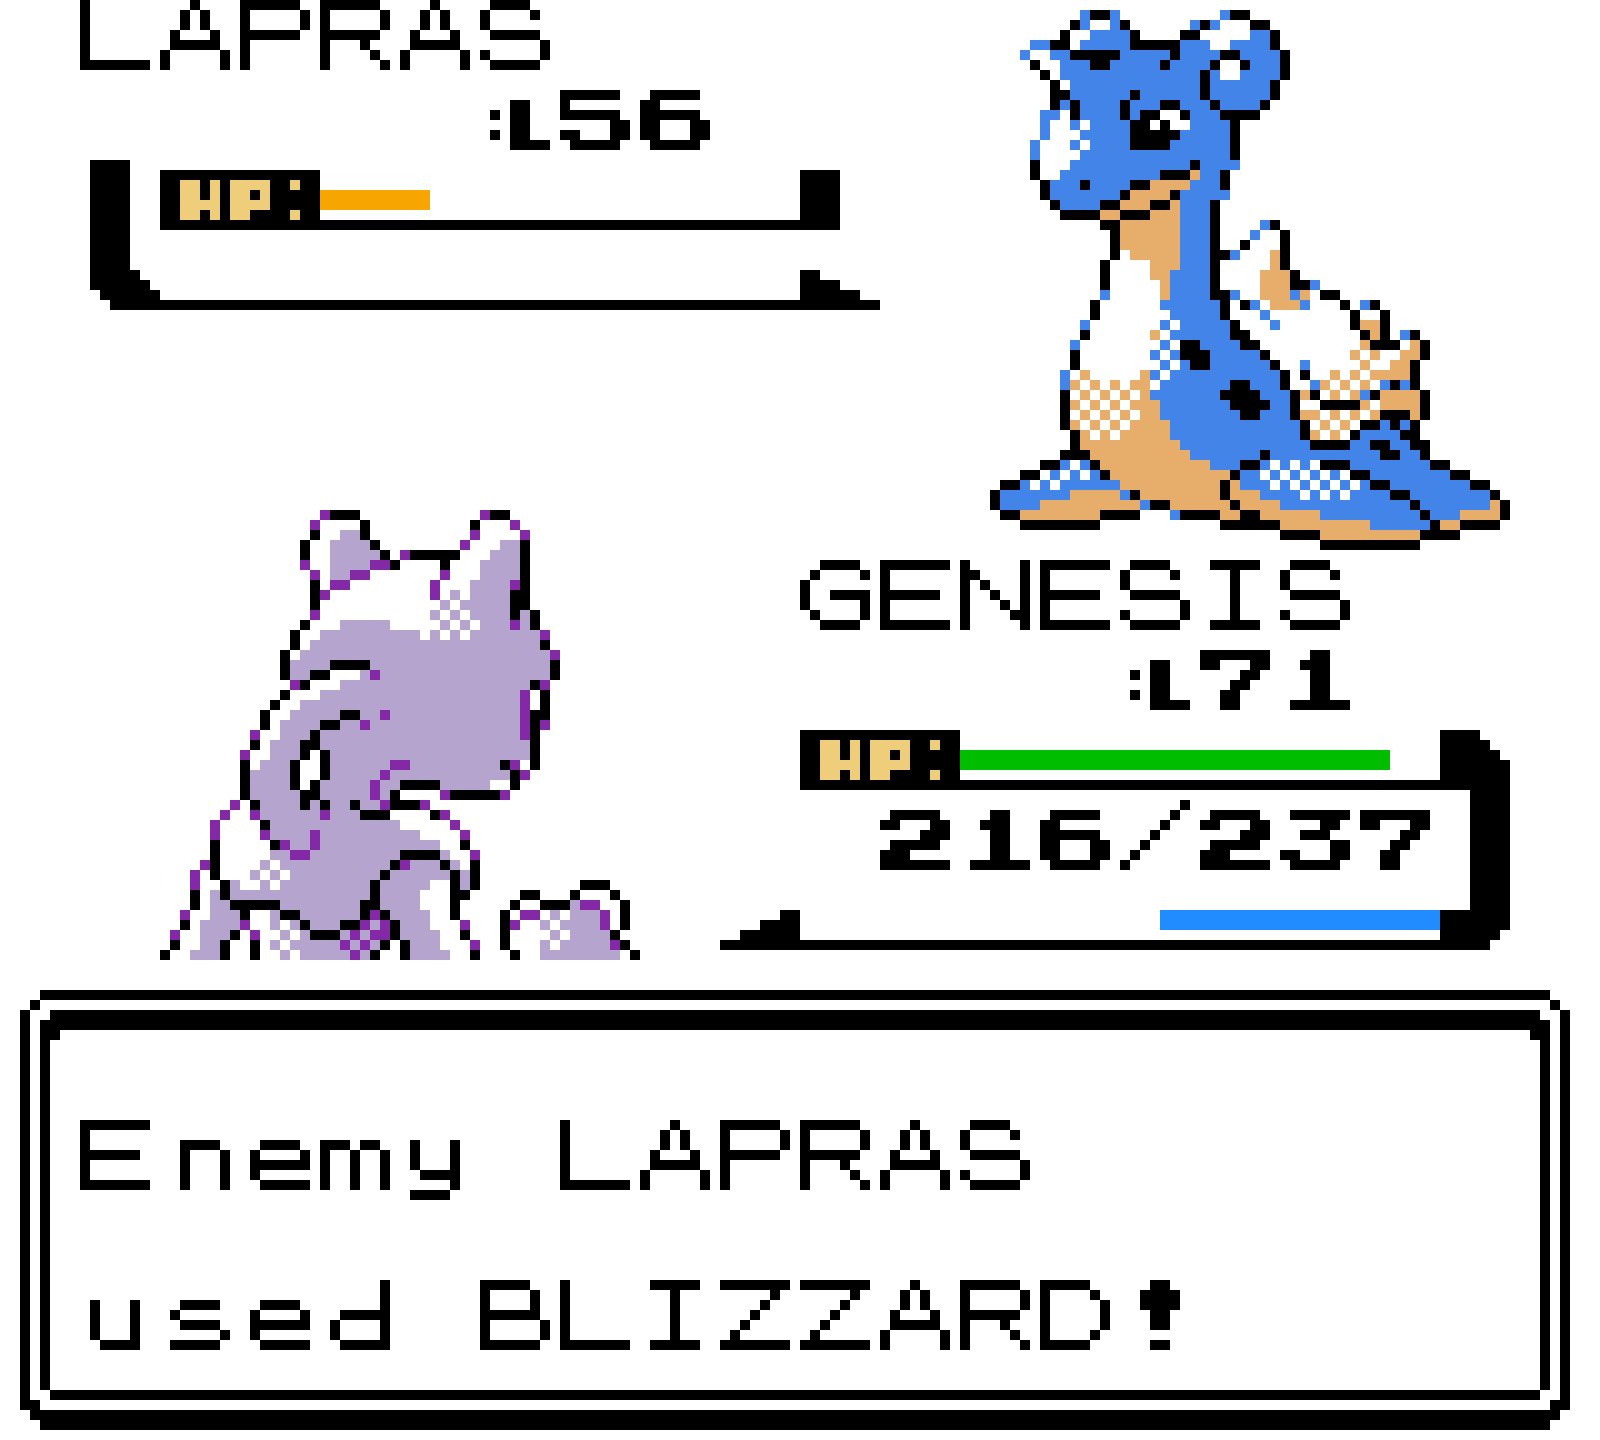 LAPRAS
:L56
HP:
GENESIS
:L71
HP:
216/237
Enemy LAPRAS
used BLIZZARD!